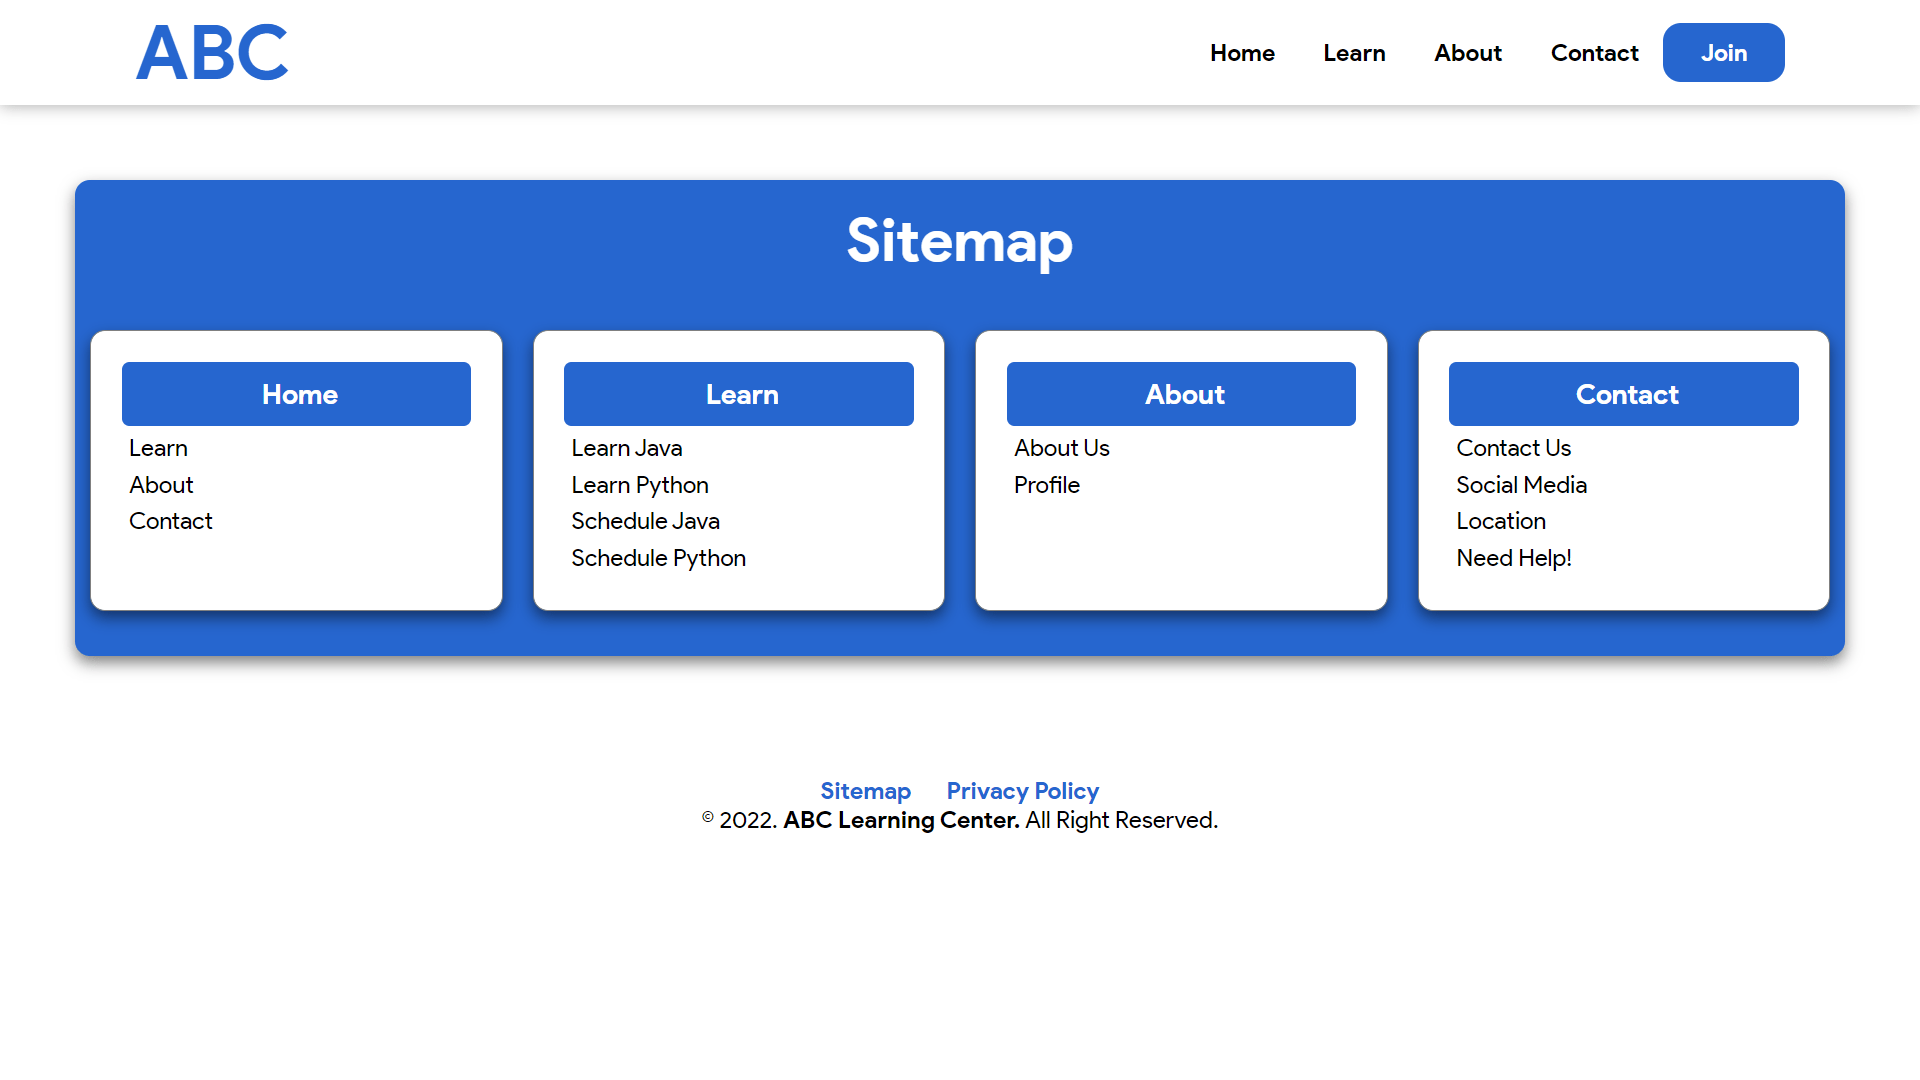 ABC
Home Learn About Contact Join
Sitemap
Home
Learn
About
Contact
Learn
Learn Java
Learn Python
Schedule Java
Schedule Python
About
About Us
Profile
Contact
Contact Us
Social Media
Location
Need Help!
Sitemap Privacy Policy
© 2022. ABC Learning Center. All Right Reserved.